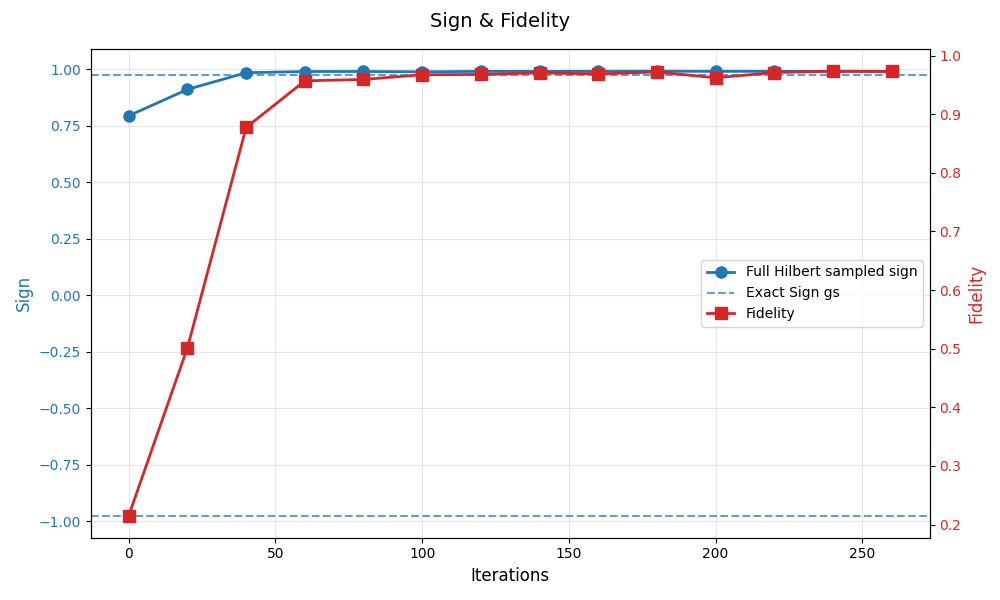 Sign & Fidelity
1.00
0.75
0.50
0.25
0.00
−0.25
−0.50
−0.75
−1.00
Sign
1.0
0.9
0.8
0.7
0.6
0.5
0.4
0.3
0.2
Fidelity
Full Hilbert sampled sign
Exact Sign gs
Fidelity
0 50 100 150 200 250
Iterations